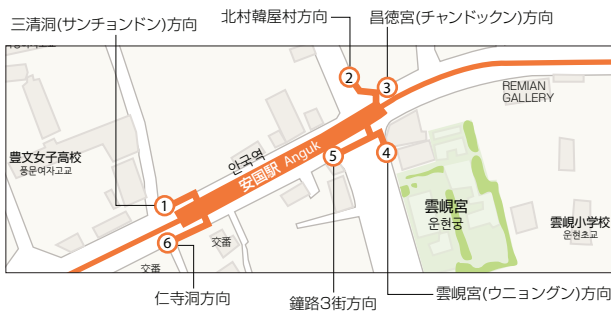 三清洞(サンチョンドン)方向
北村韓屋村方向
昌徳宮(チャンドックン)方向
2
3
REMIAN
GALLERY
豊文女子高校
풍문여자고교
안국역
安国駅 Anguk
5
4
1
6
交番
交番
雲峴宮
운현궁
雲峴小学校
운현초교
仁寺洞方向
鐘路3街方向
雲峴宮(ウニョングン)方向